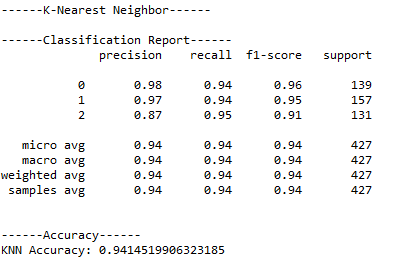 ------K-Nearest Neighbor------
------Classification Report------
precision recall f1-score support
0 0.98 0.94 0.96 139
1 0.97 0.94 0.95 157
2 0.87 0.95 0.91 131
micro avg 0.94 0.94 0.94 427
macro avg 0.94 0.94 0.94 427
weighted avg 0.94 0.94 0.94 427
samples avg 0.94 0.94 0.94 427
------Accuracy------
KNN Accuracy: 0.9414519906323185